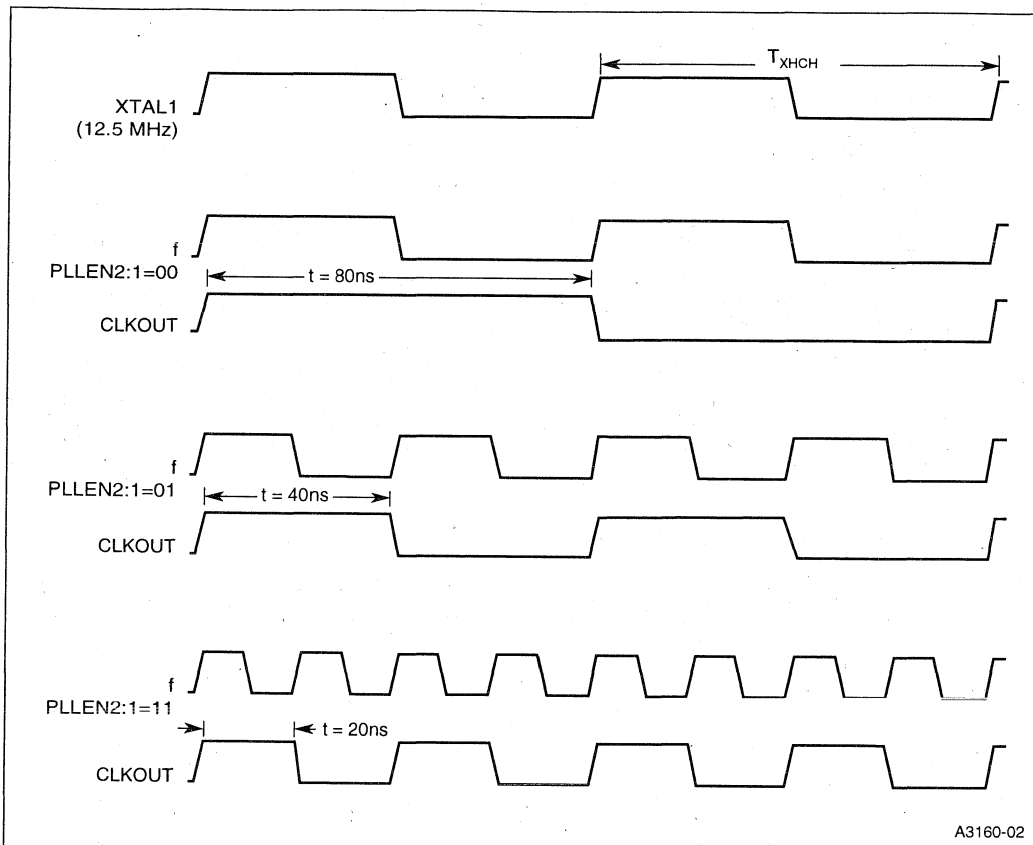 T_XHCH
XTAL1
(12.5 MHz)
f
PLLEN2:1=00
t = 80ns
CLKOUT
f
PLLEN2:1=01
t = 40ns
CLKOUT
f
PLLEN2:1=11
t = 20ns
CLKOUT
A3160-02